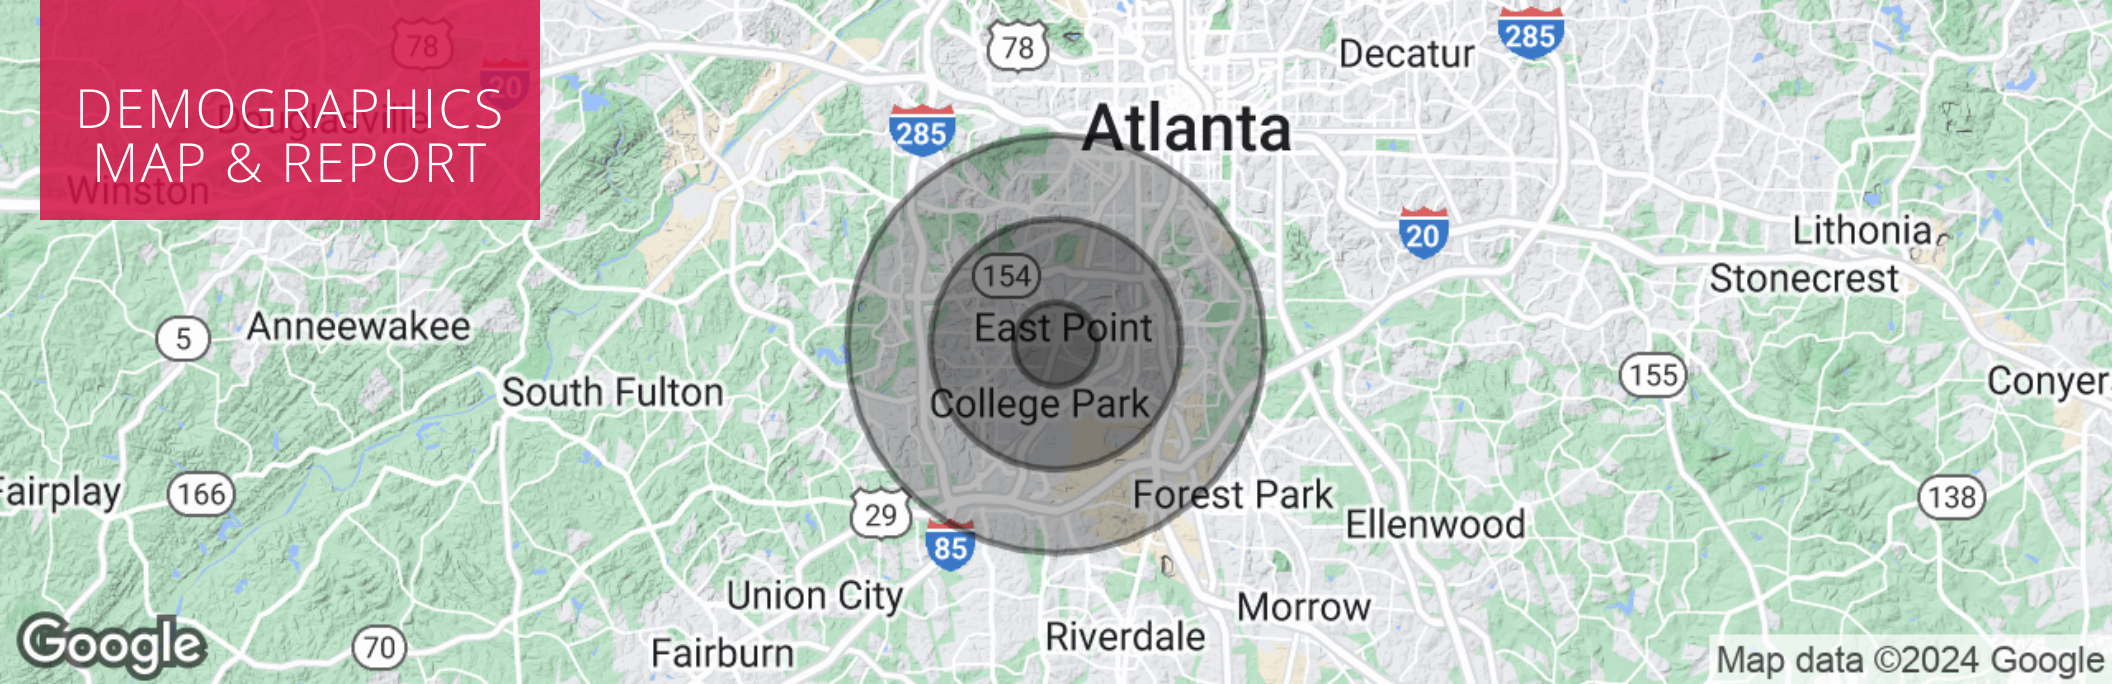 DEMOGRAPHICS
MAP & REPORT
78
20
Douglasville
Winston
78
285
Decatur
285
Atlanta
20
Lithonia
Stonecrest
154
East Point
5
Anneewakee
South Fulton
College Park
155
Conyer
Fairplay
166
29
85
Forest Park
Ellenwood
138
Union City
Morrow
Riverdale
Fairburn
70
Google
Map data ©2024 Google